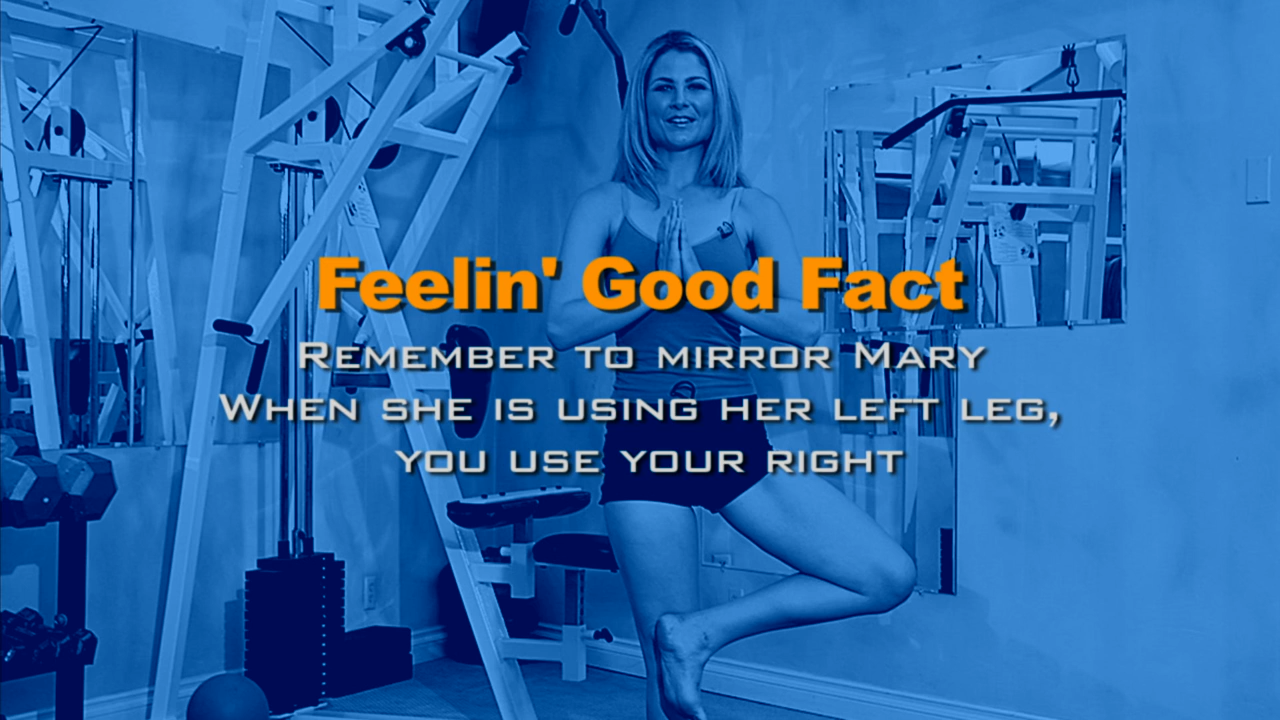 Feelin' Good Fact
Remember to mirror Mary
When she is using her left leg,
you use your right